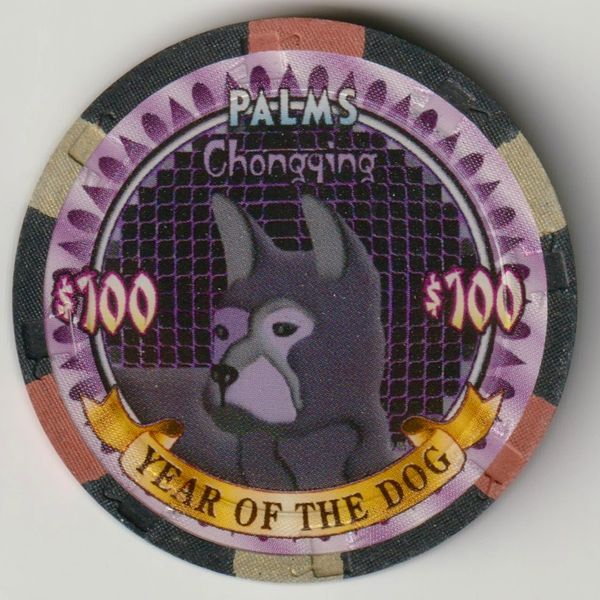 PALMS
Chongqing
$100
$100
YEAR OF THE DOG